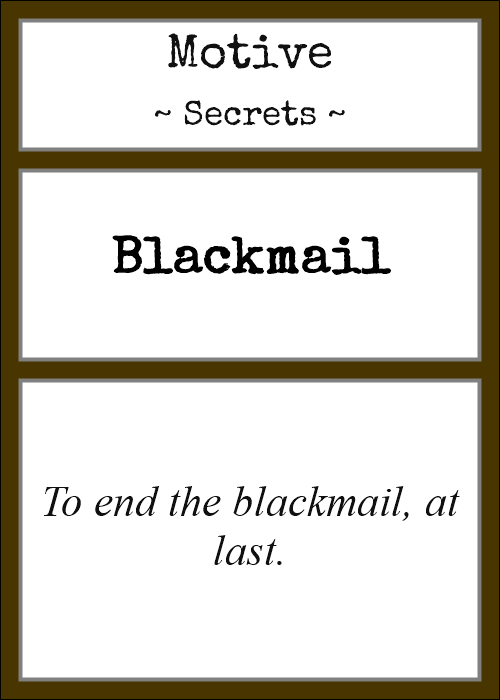 Motive
~ Secrets ~
Blackmail
To end the blackmail, at
last.